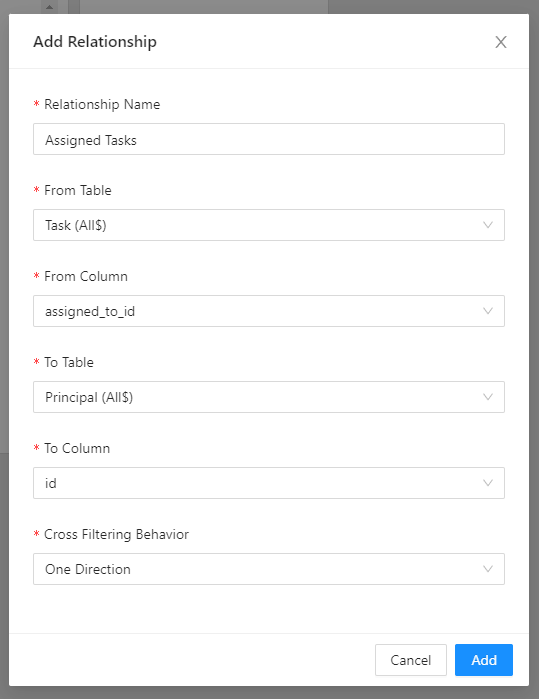 Add Relationship
* Relationship Name
Assigned Tasks
* From Table
Task (All$)
* From Column
assigned_to_id
* To Table
Principal (All$)
* To Column
id
* Cross Filtering Behavior
One Direction
Cancel Add